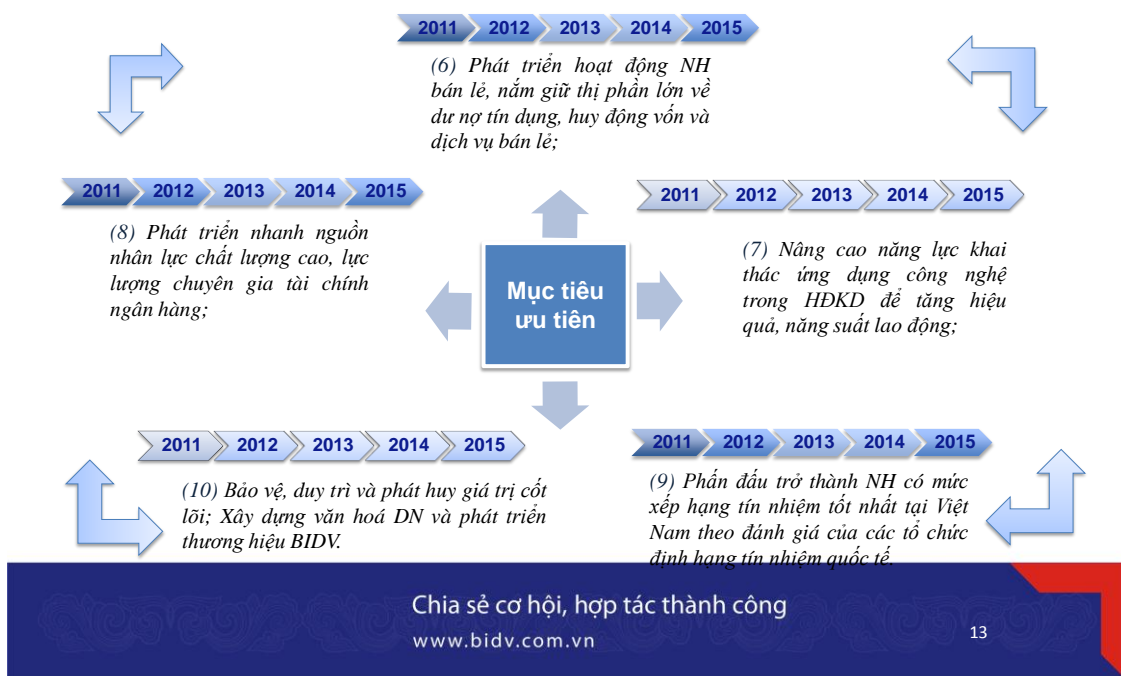 2011 2012 2013 2014 2015
(6) Phát triển hoạt động NH
bán lẻ, nắm giữ thị phần lớn về
dư nợ tín dụng, huy động vốn và
dịch vụ bán lẻ;
2011 2012 2013 2014 2015
(8) Phát triển nhanh nguồn
nhân lực chất lượng cao, lực
lượng chuyên gia tài chính
ngân hàng;
Mục tiêu
ưu tiên
2011 2012 2013 2014 2015
(7) Nâng cao năng lực khai
thác ứng dụng công nghệ
trong HĐKD để tăng hiệu
quả, năng suất lao động;
2011 2012 2013 2014 2015
(10) Bảo vệ, duy trì và phát huy giá trị cốt
lõi; Xây dựng văn hoá DN và phát triển
thương hiệu BIDV.
2011 2012 2013 2014 2015
(9) Phấn đấu trở thành NH có mức
xếp hạng tín nhiệm tốt nhất tại Việt
Nam theo đánh giá của các tổ chức
định hạng tín nhiệm quốc tế.
Chia sẻ cơ hội, hợp tác thành công
www.bidv.com.vn
13